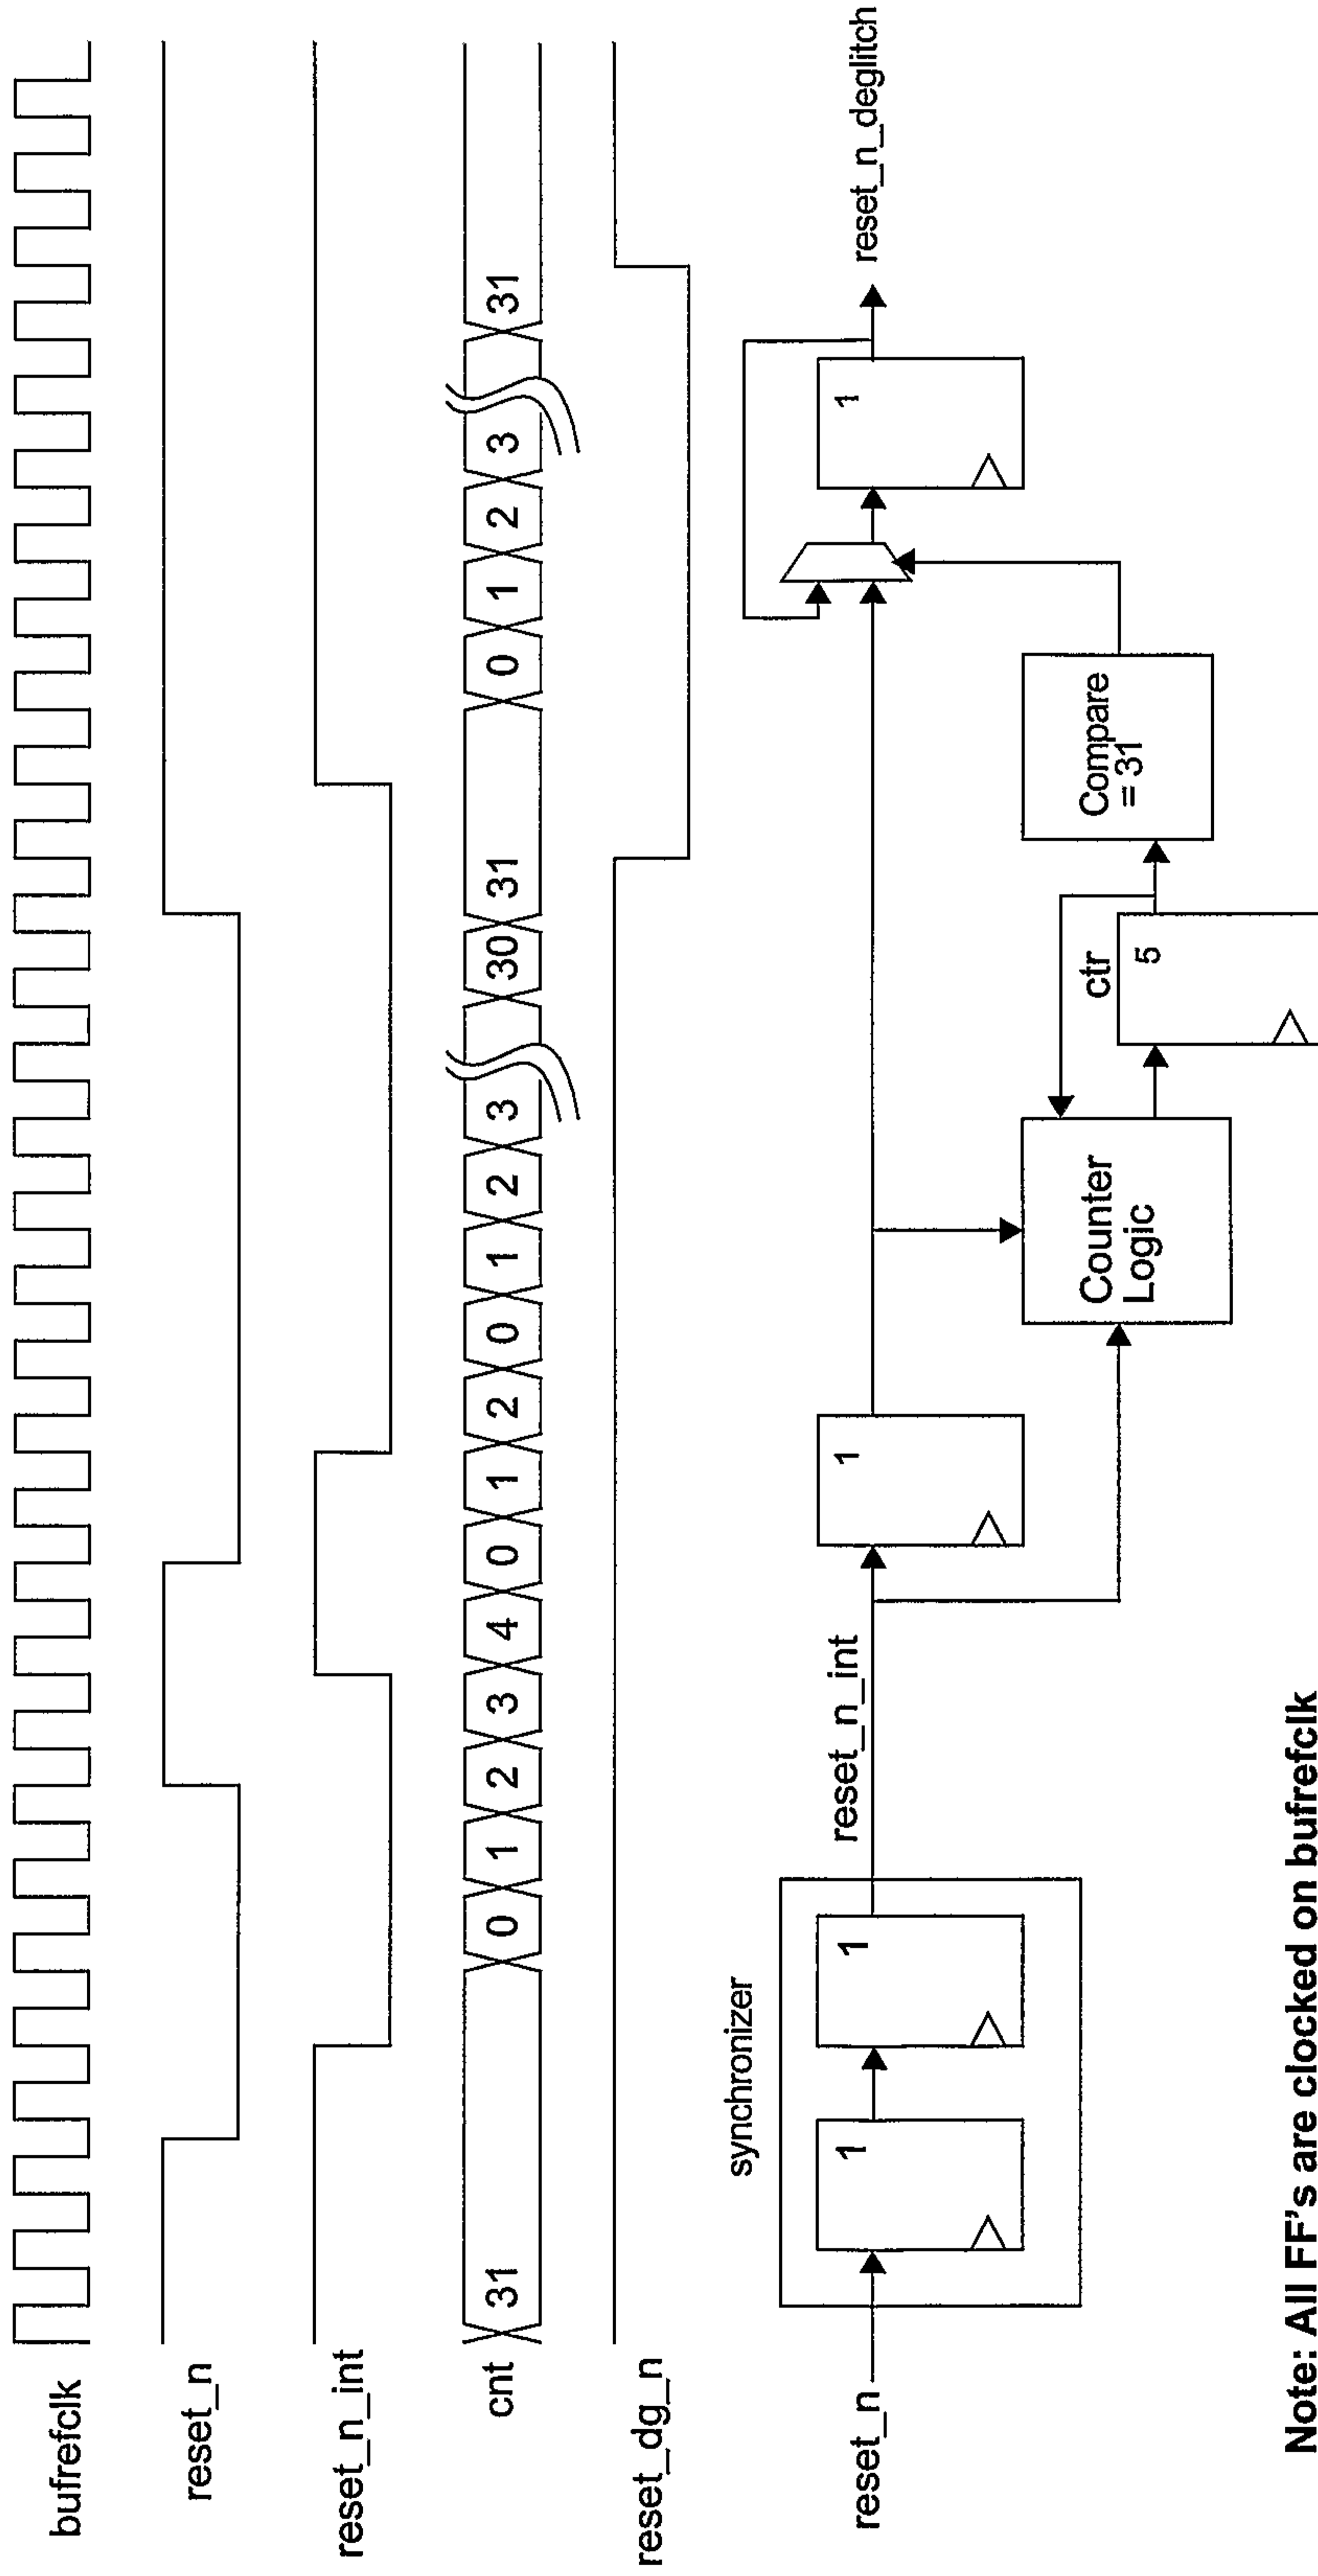 bufrefclk
reset_n
reset_n_int
cnt
31 0 1 2 3 4 0 1 2 0 1 2 3 30 31 0 1 2 3 31
reset_dg_n
synchronizer
reset_n
1
1
reset_n_int
1
Counter
Logic
ctr
5
Compare
= 31
1
reset_n_deglitch
Note: All FF's are clocked on bufrefclk